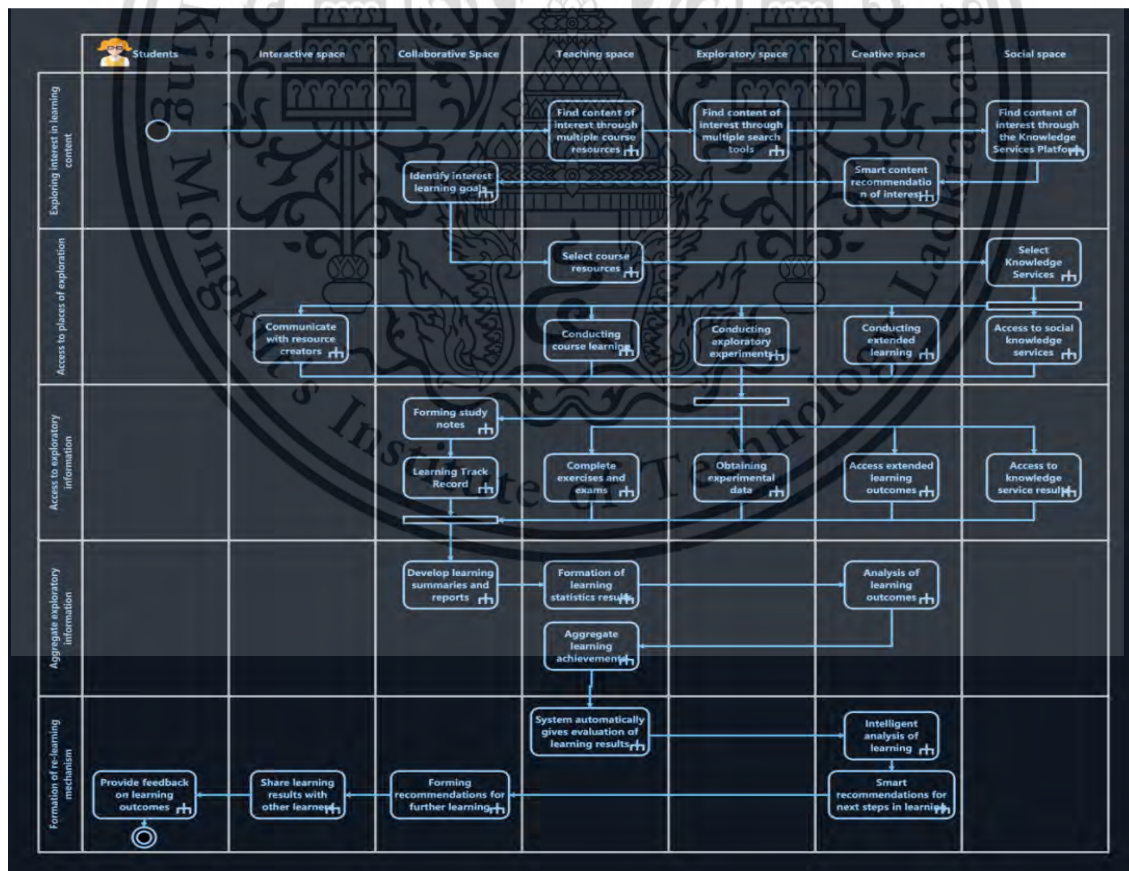 Students
Interactive space
Collaborative Space
Teaching space
Exploratory space
Creative space
Social space
Exploring interest in learning
content
Find content of
interest through
multiple course
resources
Find content of
interest through
multiple search
tools
Find content of
interest through
the Knowledge
Services Platform
Identify interest
learning goals
Smart content
recommendatio
n of interest
Access to places of exploration
Select course
resources
Select
Knowledge
Services
Communicate
with resource
creators
Conducting
course learning
Conducting
exploratory
experiments
Conducting
extended
learning
Access to social
knowledge
services
Access to exploratory
information
Forming study
notes
Learning Track
Record
Complete
exercises and
exams
Obtaining
experimental
data
Access extended
learning
outcomes
Access to
knowledge
service results
Aggregate exploratory
information
Develop learning
summaries and
reports
Formation of
learning
statistics results
Analysis of
learning
outcomes
Aggregate
learning
achievements
Formation of re-learning
mechanism
System automatically
gives evaluation of
learning results
Intelligent
analysis of
learning
Provide feedback
on learning
outcomes
Share learning
results with
other learners
Forming
recommendations for
further learning
Smart
recommendations for
next steps in learning
King Mongkut's Institute of Technology Ladkrabang